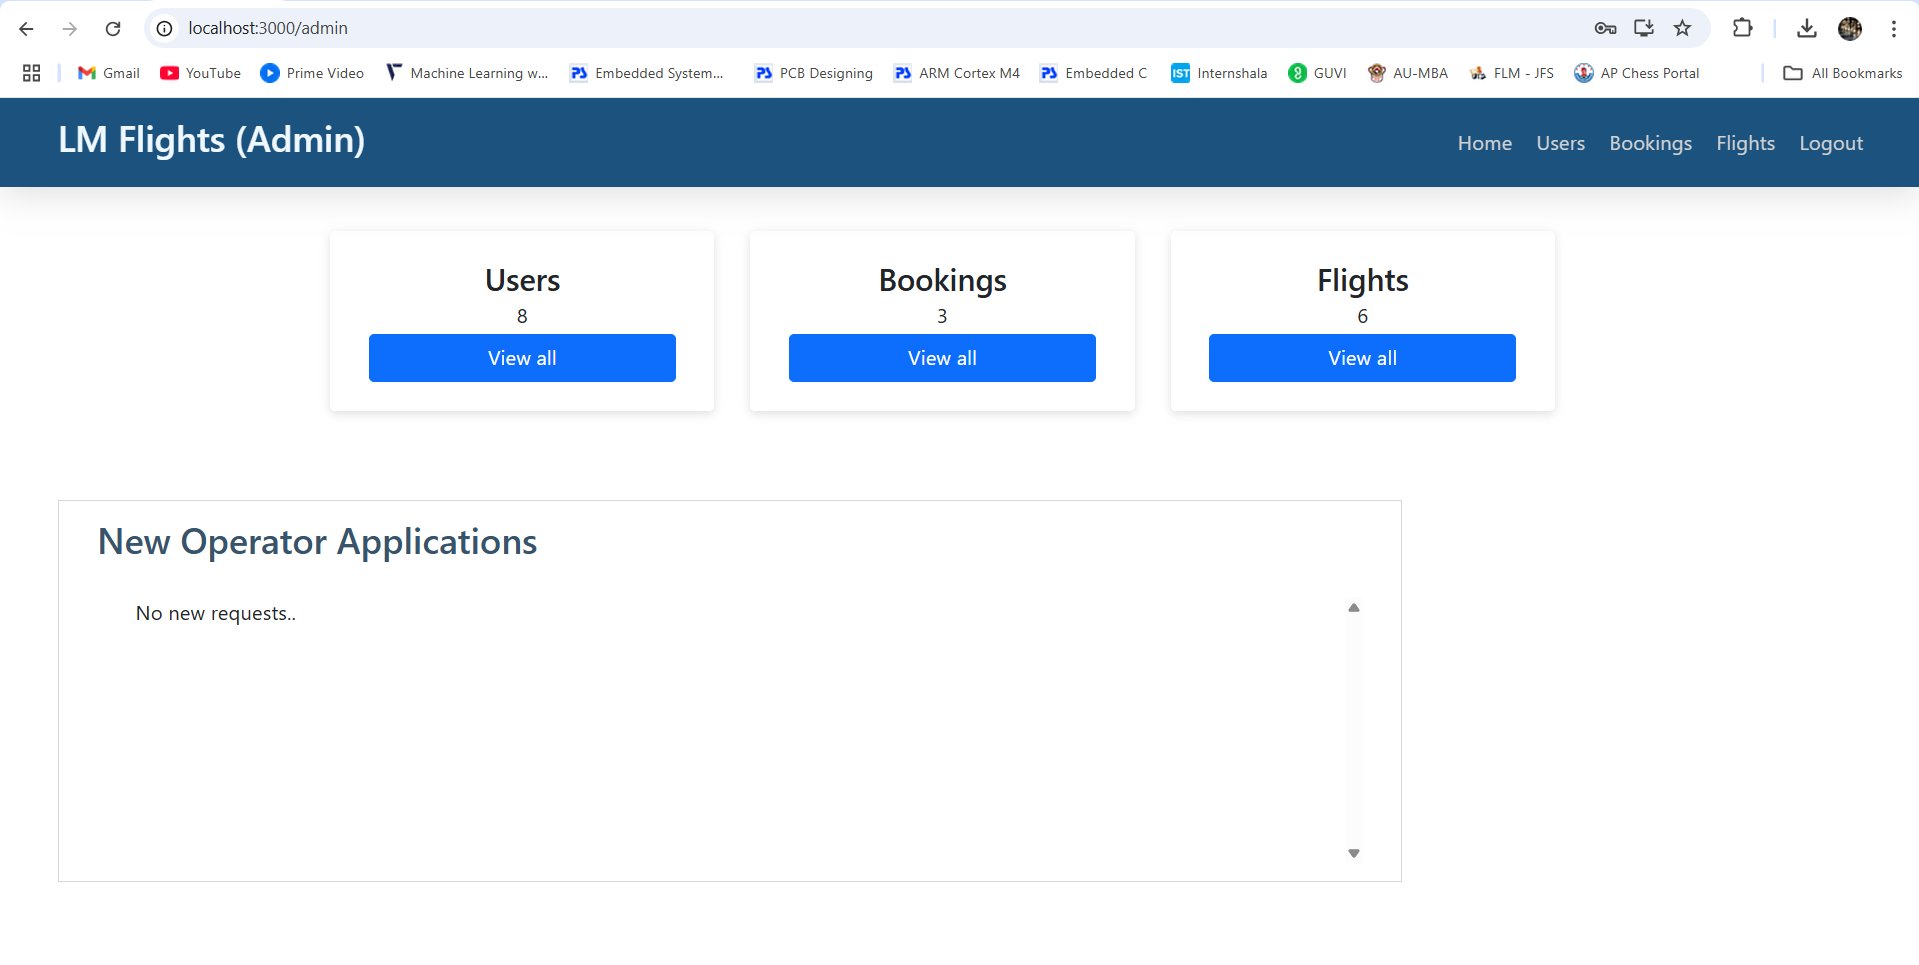 localhost:3000/admin
Gmail YouTube Prime Video Machine Learning w... Embedded System... PCB Designing ARM Cortex M4 Embedded C IST Internshala GUVI AU-MBA FLM - JFS AP Chess Portal All Bookmarks
LM Flights (Admin) Home Users Bookings Flights Logout
Users Bookings Flights
8 3 6
View all View all View all
New Operator Applications
No new requests..